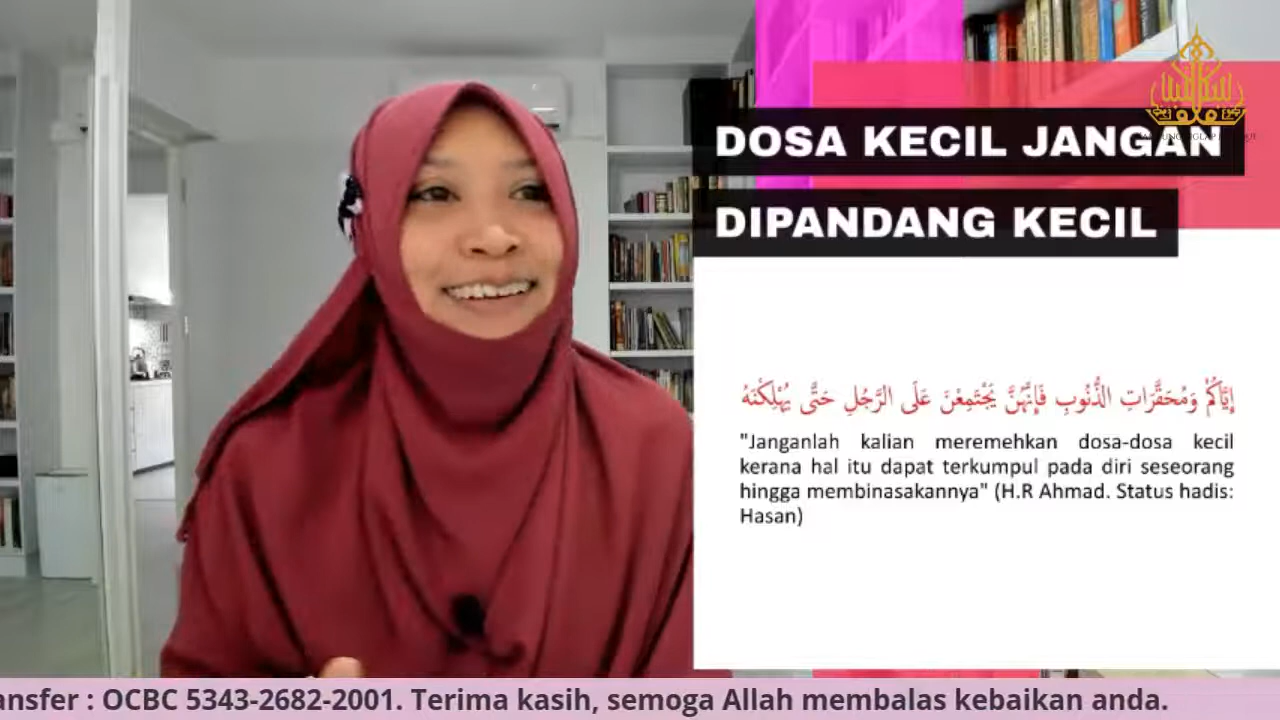 DOSA KECIL JANGAN
DIPANDANG KECIL
إِيَّاكُمْ وَمُحَقَّرَاتِ الذُّنُوبِ فَإِنَّهُنَّ يَجْتَمِعْنَ عَلَى الرَّجُلِ حَتَّى يُهْلِكْنَهُ
"Janganlah kalian meremehkan dosa-dosa kecil
kerana hal itu dapat terkumpul pada diri seseorang
hingga membinasakannya" (H.R Ahmad. Status hadis:
Hasan)
ansfer : OCBC 5343-2682-2001. Terima kasih, semoga Allah membalas kebaikan anda.